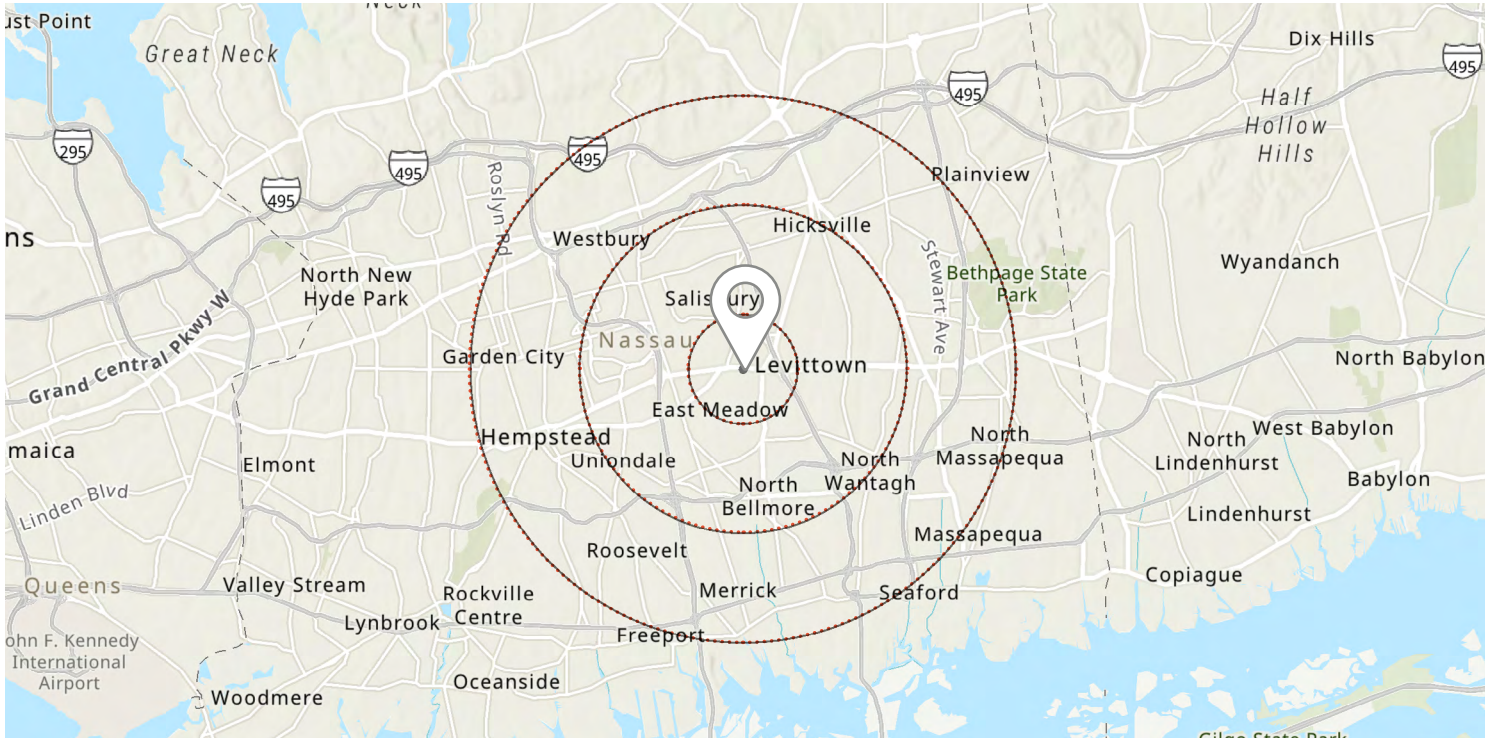 ust Point
Neck
Great Neck
Dix Hills
495
495
Half
Hollow
Hills
295
495
495
495
Roslyn Rd
Plainview
ns
Westbury
Hicksville
Stewart Ave
Wyandanch
North New
Hyde Park
Bethpage State
Park
Salisbury
Grand Central Pkwy W
Nassau
Garden City
Levittown
North Babylon
East Meadow
Hempstead
North
Massapequa
West Babylon
North
Lindenhurst
maica
Elmont
Uniondale
North
Wantagh
Babylon
Linden Blvd
North
Bellmore
Lindenhurst
Massapequa
Roosevelt
Copiague
Queens
Valley Stream
Rockville
Centre
Merrick
Seaford
Lynbrook
Freeport
ohn F. Kennedy
International
Airport
Oceanside
Woodmere
Gilgo State Park